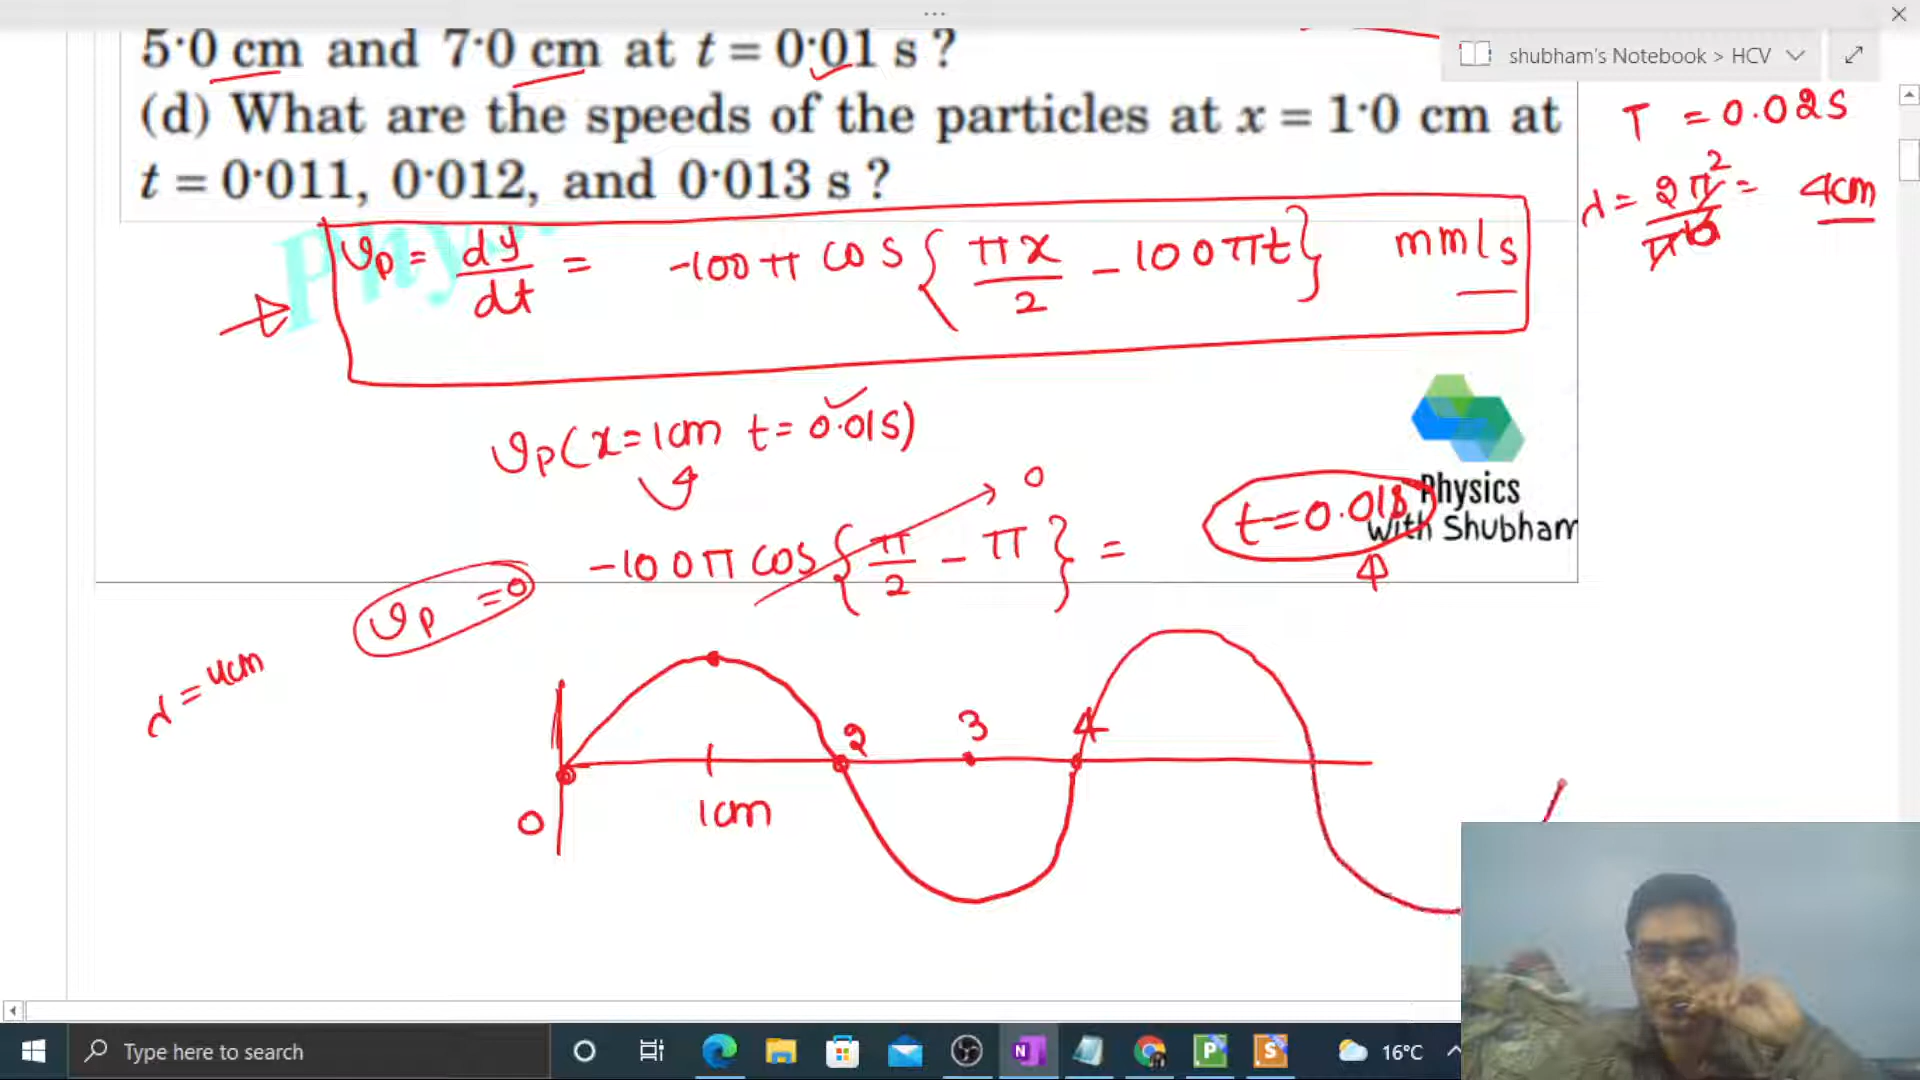 5·0 cm and 7·0 cm at t = 0·01 s ?
shubham's Notebook > HCV
(d) What are the speeds of the particles at x = 1·0 cm at
t = 0·011, 0·012, and 0·013 s ?
T = 0.02s
λ = 2π/(π/2) = 4cm
Phy
Vp = dy/dt = -100π cos { πx/2 - 100πt } mm/s
Vp(x=1cm t=0.01s)
0
-100π cos { π/2 - π } =
t=0.01s
Physics
With Shubham
Vp = 0
λ = 4cm
2 3 4
0 1cm
Type here to search
16°C